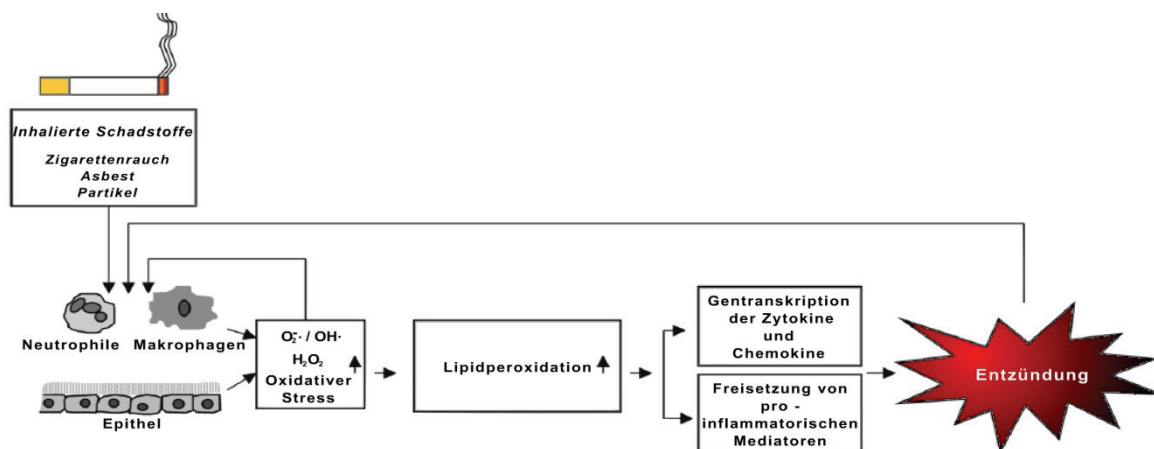 Inhalierte Schadstoffe
Zigarettenrauch
Asbest
Partikel
Neutrophile
Makrophagen
Epithel
O₂⁻· / OH·
H₂O₂
Oxidativer
Stress
Lipidperoxidation
Gentranskription
der Zytokine
und
Chemokine
Freisetzung von
pro -
inflammatorischen
Mediatoren
Entzündung